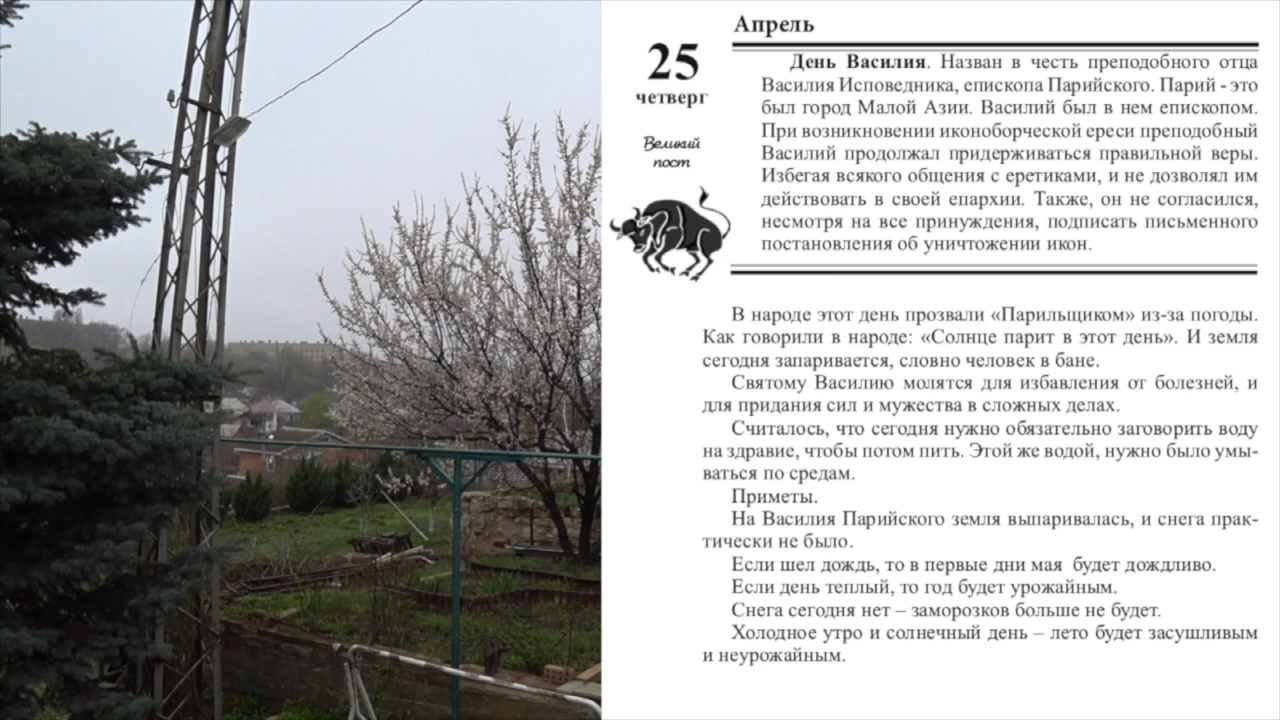 Апрель
25
четверг
Великий
пост
День Василия. Назван в честь преподобного отца
Василия Исповедника, епископа Парийского. Парий - это
был город Малой Азии. Василий был в нем епископом.
При возникновении иконоборческой ереси преподобный
Василий продолжал придерживаться правильной веры.
Избегая всякого общения с еретиками, и не дозволял им
действовать в своей епархии. Также, он не согласился,
несмотря на все принуждения, подписать письменного
постановления об уничтожении икон.
В народе этот день прозвали «Парильщиком» из-за погоды.
Как говорили в народе: «Солнце парит в этот день». И земля
сегодня запаривается, словно человек в бане.
Святому Василию молятся для избавления от болезней, и
для придания сил и мужества в сложных делах.
Считалось, что сегодня нужно обязательно заговорить воду
на здравие, чтобы потом пить. Этой же водой, нужно было умы-
ваться по средам.
Приметы.
На Василия Парийского земля выпаривалась, и снега прак-
тически не было.
Если шел дождь, то в первые дни мая  будет дождливо.
Если день теплый, то год будет урожайным.
Снега сегодня нет – заморозков больше не будет.
Холодное утро и солнечный день – лето будет засушливым
и неурожайным.